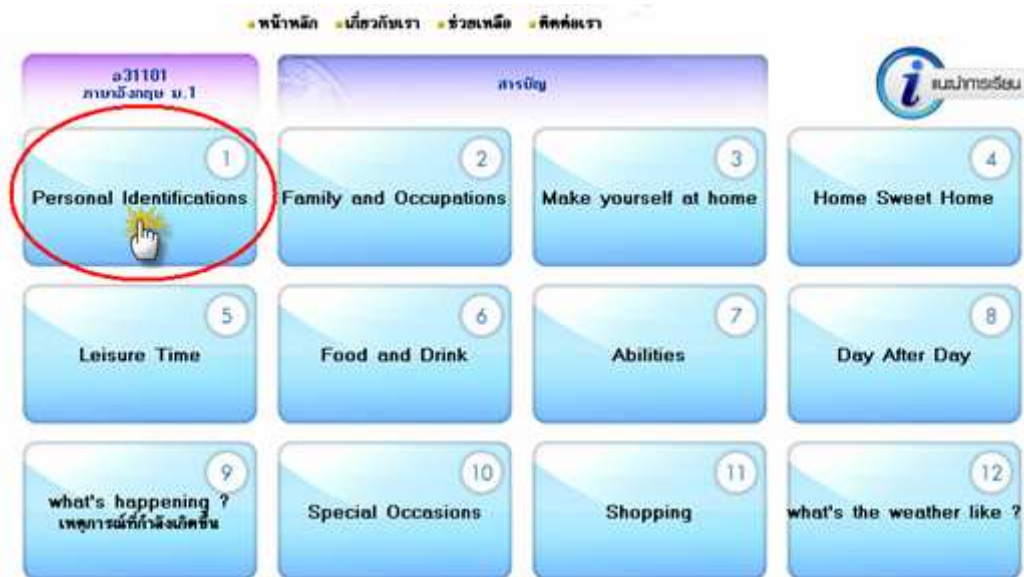 หน้าหลัก เกี่ยวกับเรา ช่วยเหลือ ติดต่อเรา
อ31101
ภาษาอังกฤษ ม.1
สารบัญ
i แนะนำการเรียน
1
Personal Identifications
2
Family and Occupations
3
Make yourself at home
4
Home Sweet Home
5
Leisure Time
6
Food and Drink
7
Abilities
8
Day After Day
9
what's happening ?
เหตุการณ์ที่กำลังเกิดขึ้น
10
Special Occasions
11
Shopping
12
what's the weather like ?